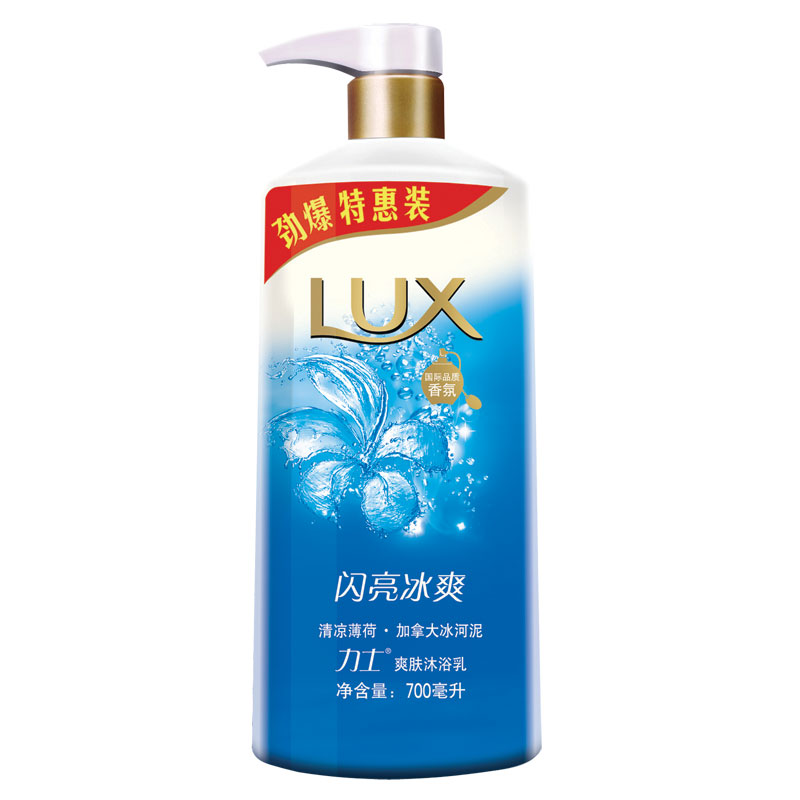 劲爆 特惠装
LUX
国际品质
香氛
闪亮冰爽
清凉薄荷·加拿大冰河泥
力士® 爽肤沐浴乳
净含量：700毫升